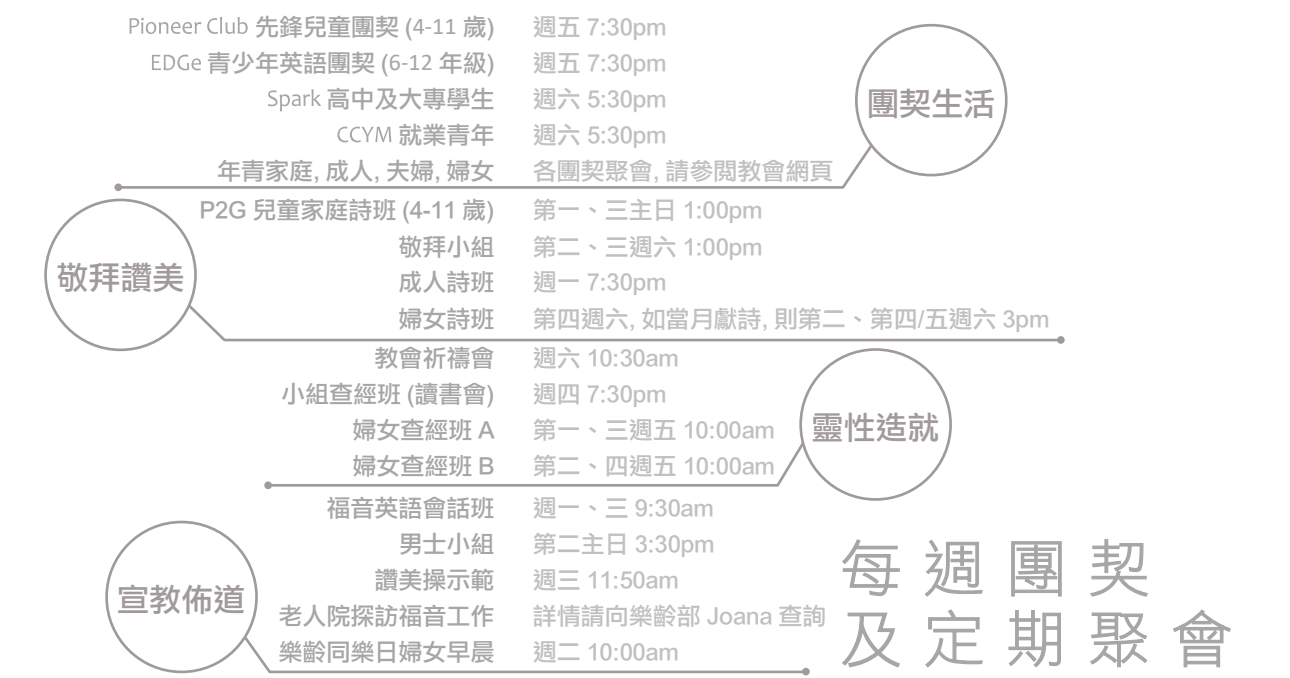 Pioneer Club 先鋒兒童團契 (4-11 歲) 週五 7:30pm
EDGe 青少年英語團契 (6-12 年級) 週五 7:30pm
Spark 高中及大專學生 週六 5:30pm
CCYM 就業青年 週六 5:30pm
年青家庭, 成人, 夫婦, 婦女 各團契聚會, 請參閱教會網頁
團契生活
P2G 兒童家庭詩班 (4-11 歲) 第一、三主日 1:00pm
敬拜小組 第二、三週六 1:00pm
成人詩班 週一 7:30pm
婦女詩班 第四週六, 如當月獻詩, 則第二、第四/五週六 3pm
敬拜讚美
教會祈禱會 週六 10:30am
小組查經班 (讀書會) 週四 7:30pm
婦女查經班 A 第一、三週五 10:00am
婦女查經班 B 第二、四週五 10:00am
靈性造就
福音英語會話班 週一、三 9:30am
男士小組 第二主日 3:30pm
讚美操示範 週三 11:50am
老人院探訪福音工作 詳情請向樂齡部 Joana 查詢
樂齡同樂日婦女早晨 週二 10:00am
宣教佈道
每週團契
及定期聚會